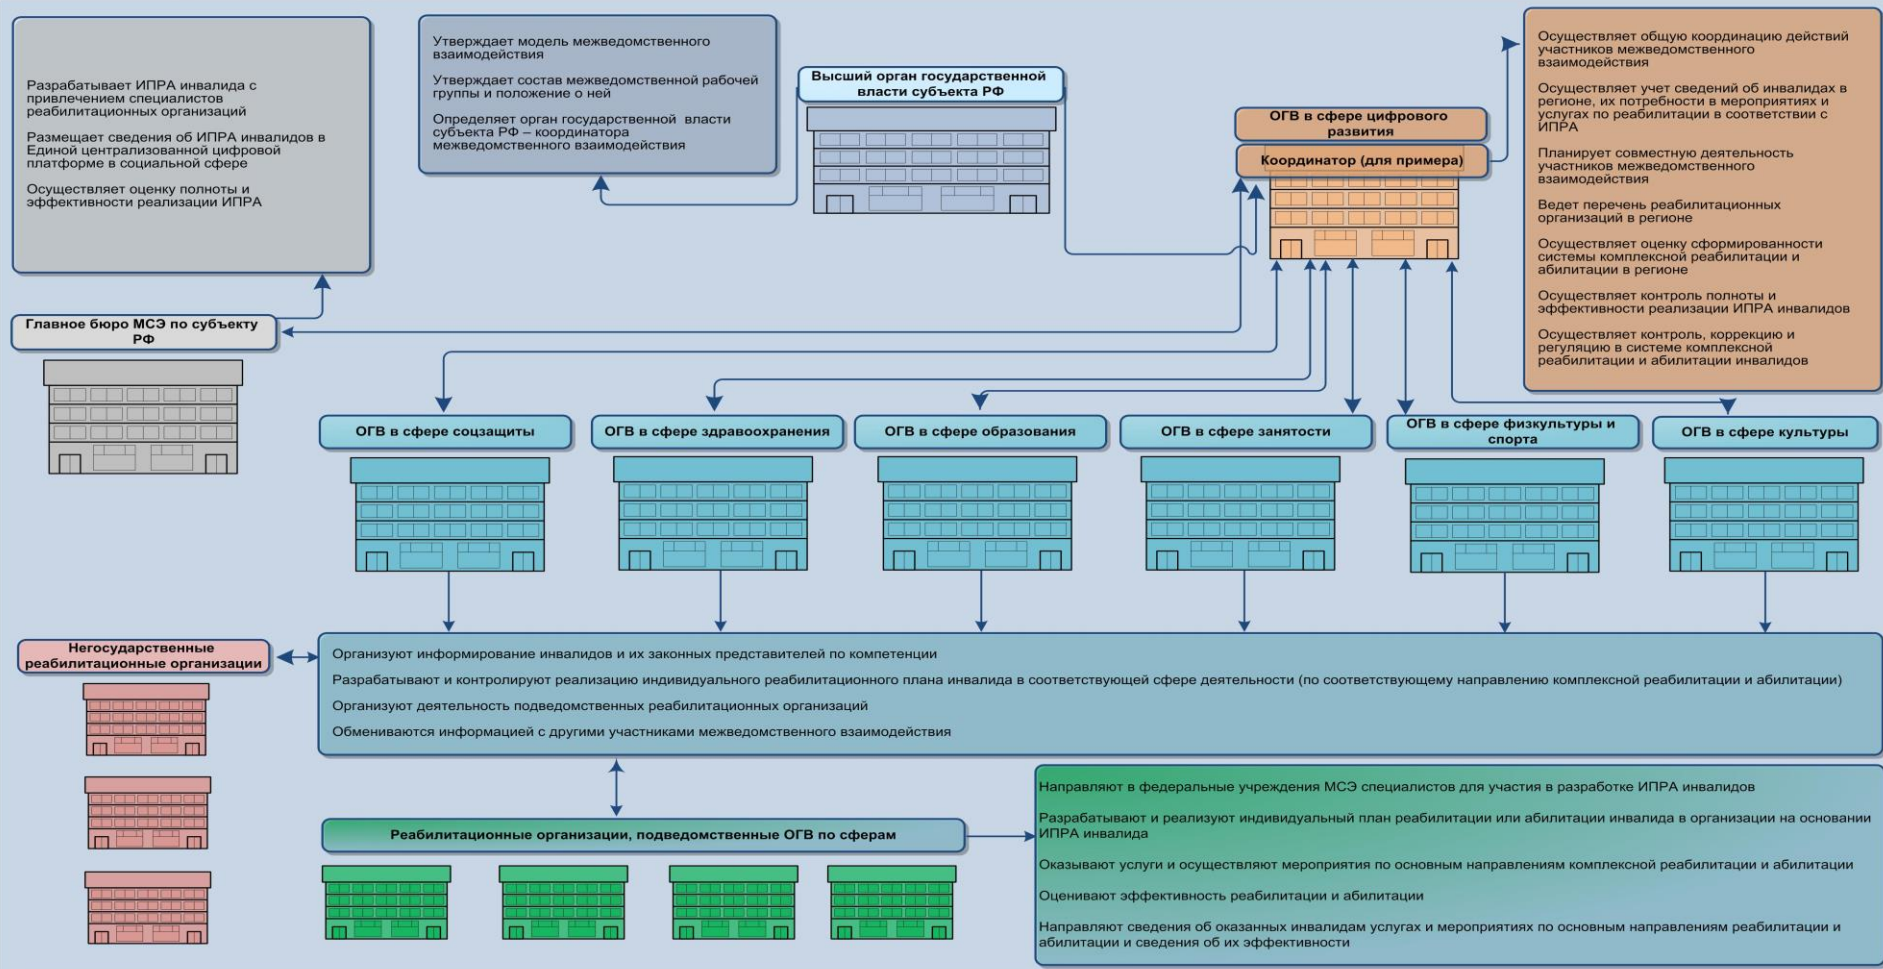 Разрабатывает ИПРА инвалида с
привлечением специалистов
реабилитационных организаций
Размещает сведения об ИПРА инвалидов в
Единой централизованной цифровой
платформе в социальной сфере
Осуществляет оценку полноты и
эффективности реализации ИПРА
Утверждает модель межведомственного
взаимодействия
Утверждает состав межведомственной рабочей
группы и положение о ней
Определяет орган государственной власти
субъекта РФ – координатора
межведомственного взаимодействия
Высший орган государственной
власти субъекта РФ
ОГВ в сфере цифрового
развития
Координатор (для примера)
Осуществляет общую координацию действий
участников межведомственного
взаимодействия
Осуществляет учет сведений об инвалидах в
регионе, их потребности в мероприятиях и
услугах по реабилитации в соответствии с
ИПРА
Планирует совместную деятельность
участников межведомственного
взаимодействия
Ведет перечень реабилитационных
организаций в регионе
Осуществляет оценку сформированности
системы комплексной реабилитации и
абилитации в регионе
Осуществляет контроль полноты и
эффективности реализации ИПРА инвалидов
Осуществляет контроль, коррекцию и
регуляцию в системе комплексной
реабилитации и абилитации инвалидов
Главное бюро МСЭ по субъекту
РФ
ОГВ в сфере соцзащиты
ОГВ в сфере здравоохранения
ОГВ в сфере образования
ОГВ в сфере занятости
ОГВ в сфере физкультуры и
спорта
ОГВ в сфере культуры
Негосударственные
реабилитационные организации
Организуют информирование инвалидов и их законных представителей по компетенции
Разрабатывают и контролируют реализацию индивидуального реабилитационного плана инвалида в соответствующей сфере деятельности (по соответствующему направлению комплексной реабилитации и абилитации)
Организуют деятельность подведомственных реабилитационных организаций
Обмениваются информацией с другими участниками межведомственного взаимодействия
Реабилитационные организации, подведомственные ОГВ по сферам
Направляют в федеральные учреждения МСЭ специалистов для участия в разработке ИПРА инвалидов
Разрабатывают и реализуют индивидуальный план реабилитации или абилитации инвалида в организации на основании
ИПРА инвалида
Оказывают услуги и осуществляют мероприятия по основным направлениям комплексной реабилитации и абилитации
Оценивают эффективность реабилитации и абилитации
Направляют сведения об оказанных инвалидам услугах и мероприятиях по основным направлениям реабилитации и
абилитации и сведения об их эффективности